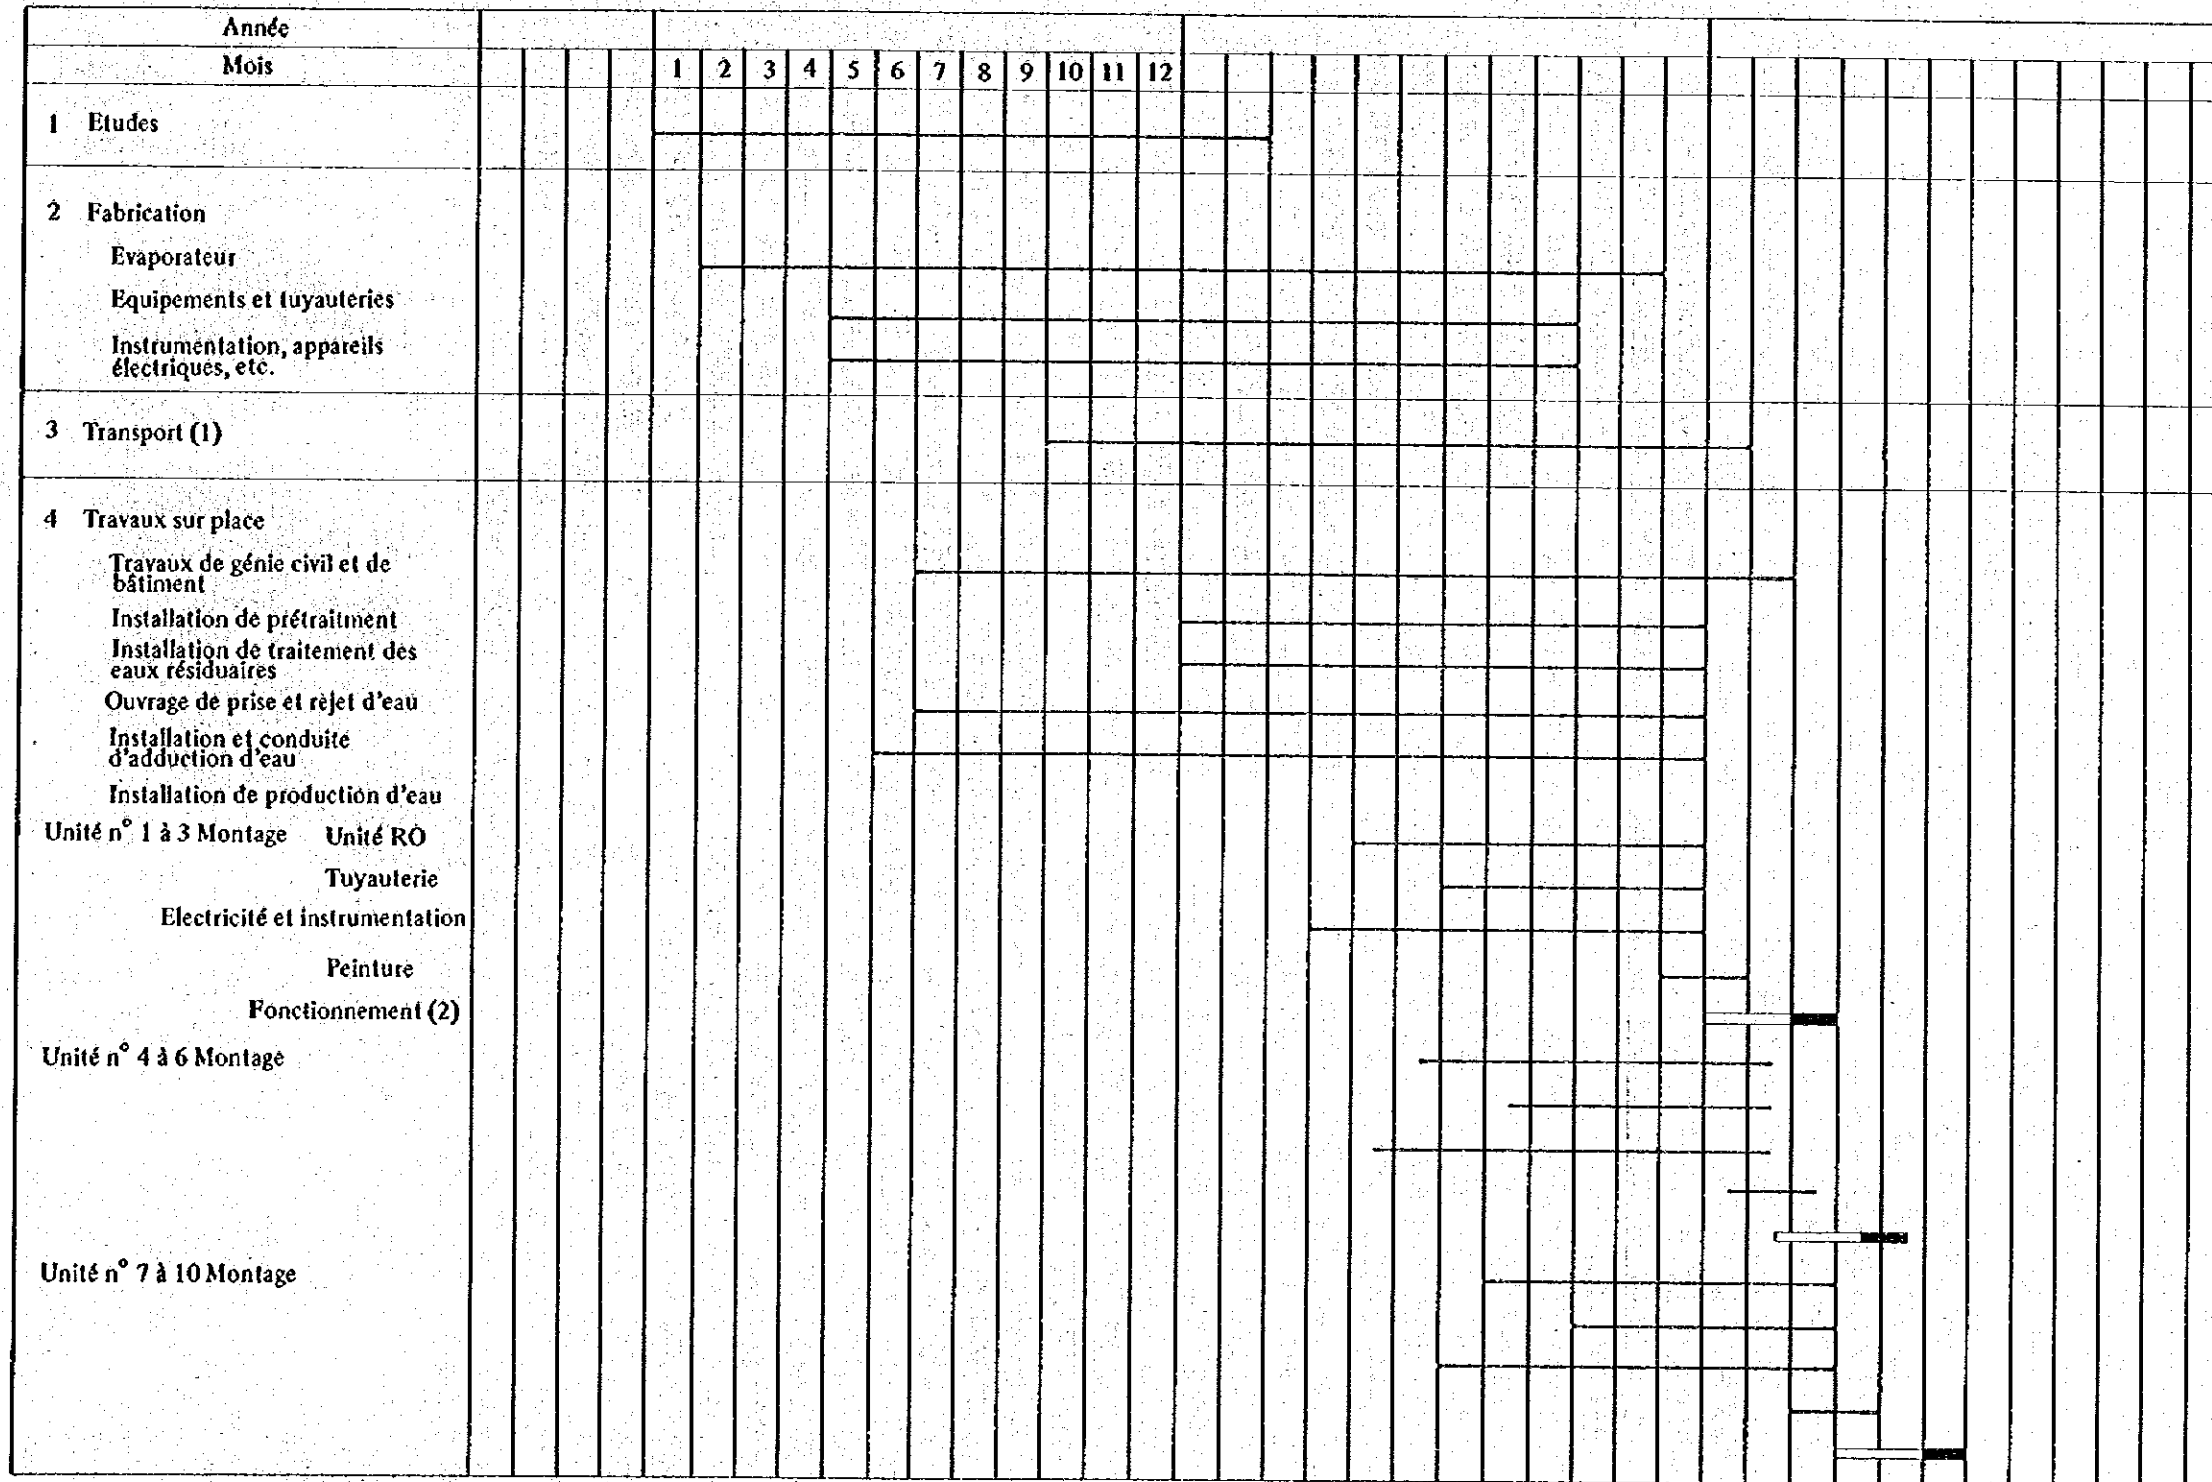 Année
Mois 1 2 3 4 5 6 7 8 9 10 11 12
1 Etudes
2 Fabrication
Evaporateur
Equipements et tuyauteries
Instrumentation, appareils
électriques, etc.
3 Transport (1)
4 Travaux sur place
Travaux de génie civil et de
bâtiment
Installation de prétraitment
Installation de traitement des
eaux résiduaires
Ouvrage de prise et rejet d'eau
Installation et conduite
d'adduction d'eau
Installation de production d'eau
Unité n° 1 à 3 Montage Unité RO
Tuyauterie
Electricité et instrumentation
Peinture
Fonctionnement (2)
Unité n° 4 à 6 Montage
Unité n° 7 à 10 Montage